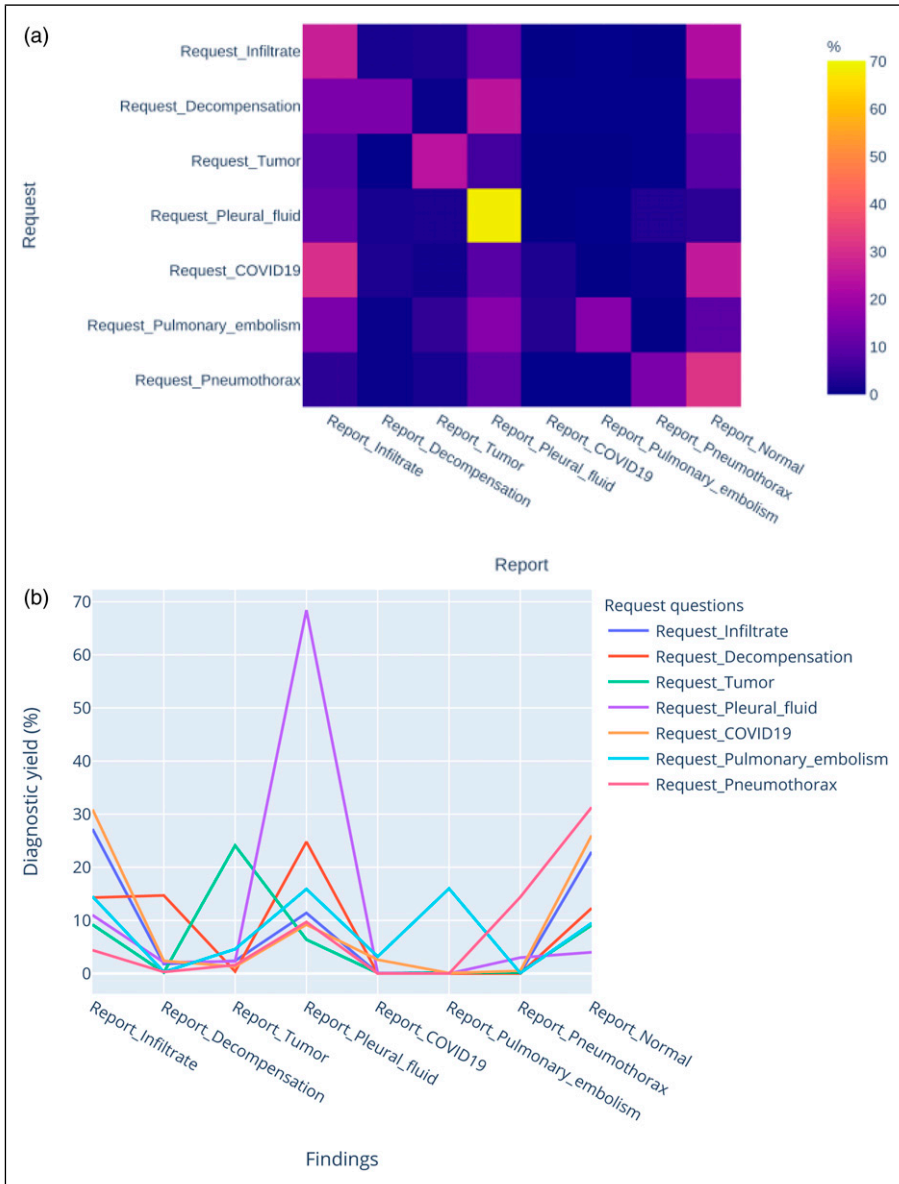 (a)
Request_Infiltrate
Request_Decompensation
Request_Tumor
Request_Pleural_fluid
Request_COVID19
Request_Pulmonary_embolism
Request_Pneumothorax
Request
%
70
60
50
40
30
20
10
0
Report_Infiltrate
Report_Decompensation
Report_Tumor
Report_Pleural_fluid
Report_COVID19
Report_Pulmonary_embolism
Report_Pneumothorax
Report_Normal
Report
(b)
70
60
50
40
30
20
10
0
Diagnostic yield (%)
Request questions
Request_Infiltrate
Request_Decompensation
Request_Tumor
Request_Pleural_fluid
Request_COVID19
Request_Pulmonary_embolism
Request_Pneumothorax
Report_Infiltrate
Report_Decompensation
Report_Tumor
Report_Pleural_fluid
Report_COVID19
Report_Pulmonary_embolism
Report_Pneumothorax
Report_Normal
Findings